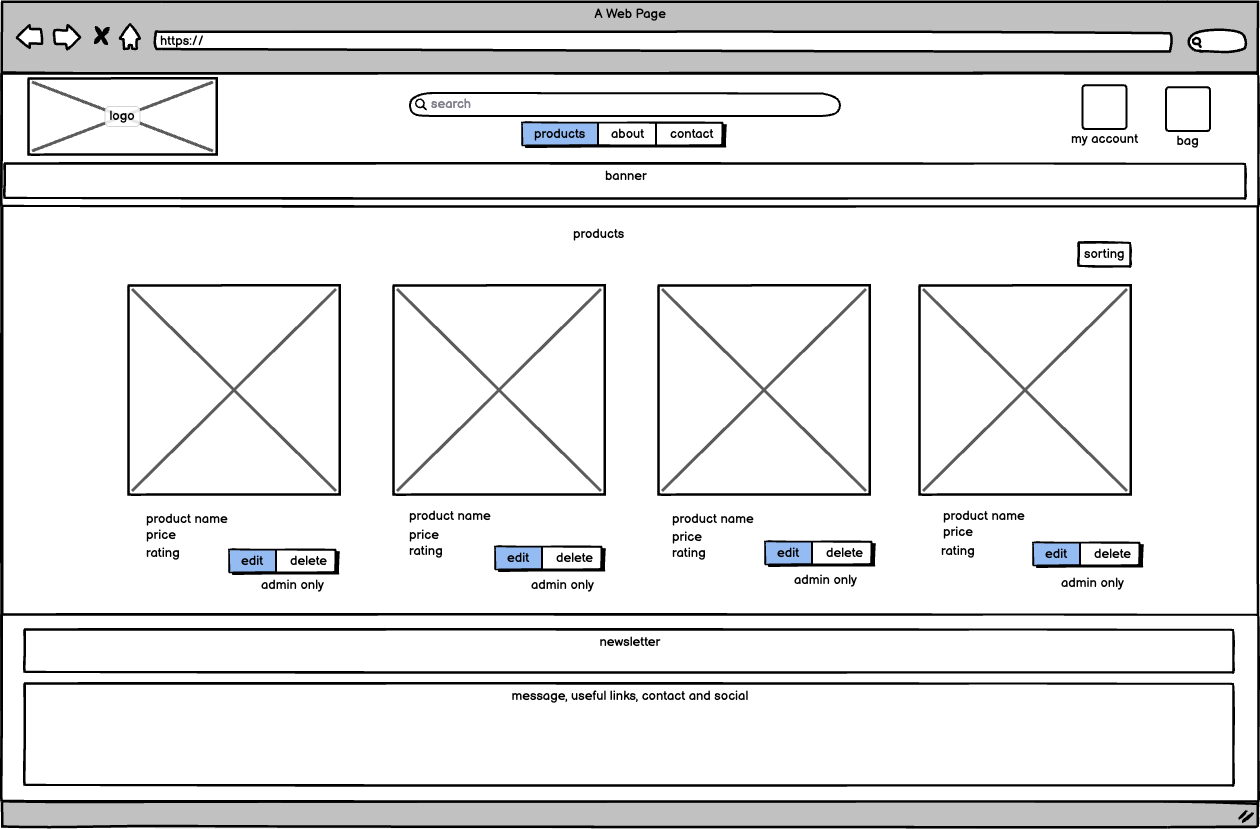 A Web Page
https://
logo
search
products about contact
my account
bag
banner
products
sorting
product name
price
rating
edit delete
admin only
product name
price
rating
edit delete
admin only
product name
price
rating
edit delete
admin only
product name
price
rating
edit delete
admin only
newsletter
message, useful links, contact and social